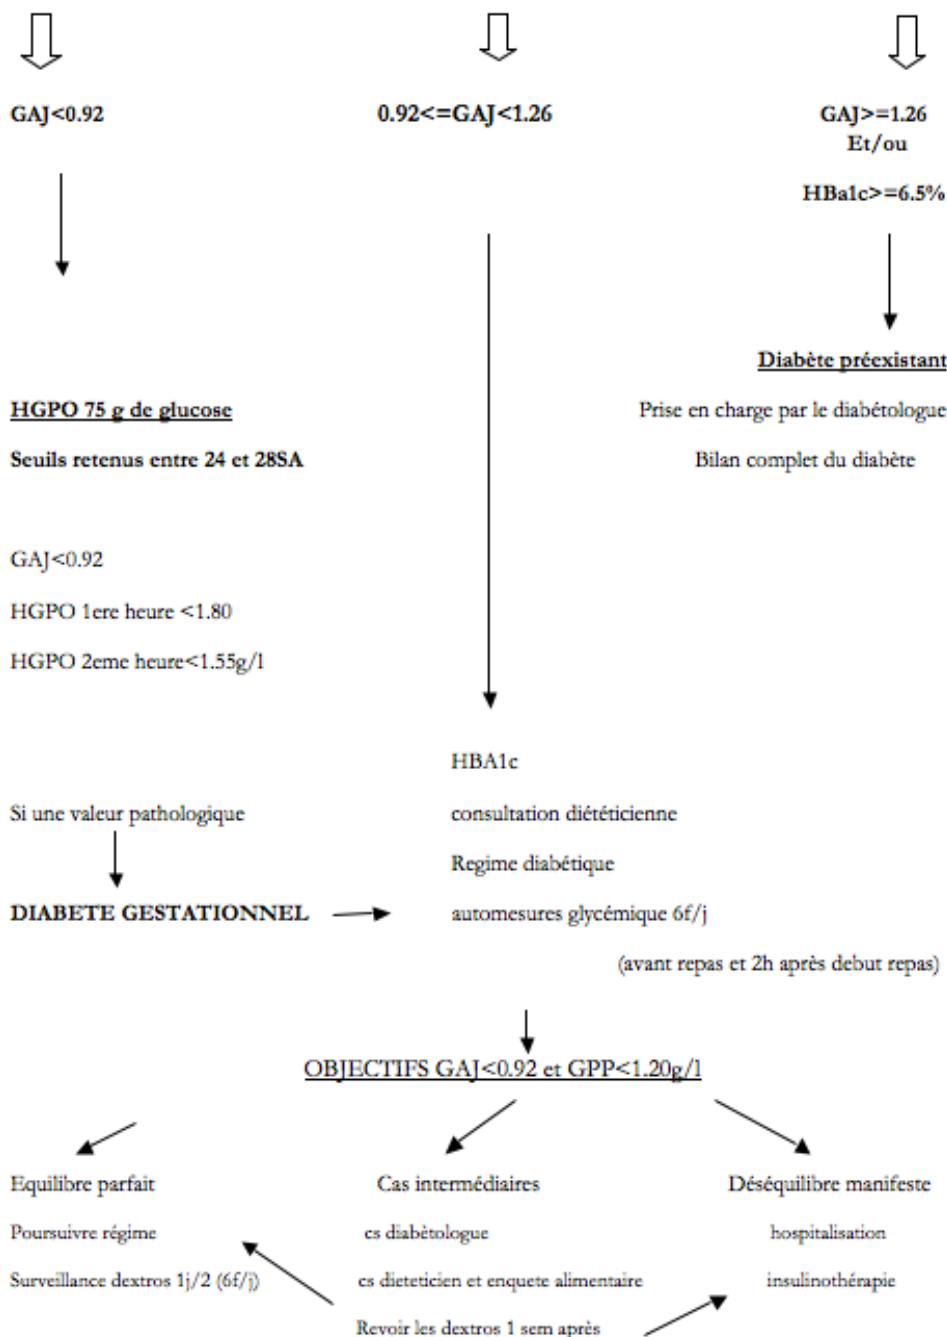 GAJ<0.92
0.92<=GAJ<1.26
GAJ>=1.26
Et/ou
HBa1c>=6.5%
Diabète préexistant
HGPO 75 g de glucose
Prise en charge par le diabétologue
Seuils retenus entre 24 et 28SA
Bilan complet du diabète
GAJ<0.92
HGPO 1ere heure <1.80
HGPO 2eme heure<1.55g/l
HBA1c
Si une valeur pathologique
consultation diététicienne
Regime diabétique
DIABETE GESTATIONNEL
automesures glycémique 6f/j
(avant repas et 2h après debut repas)
OBJECTIFS GAJ<0.92 et GPP<1.20g/l
Equilibre parfait
Cas intermédiaires
Déséquilibre manifeste
Poursuivre régime
cs diabètologue
hospitalisation
Surveillance dextros 1j/2 (6f/j)
cs dieteticien et enquete alimentaire
insulinothérapie
Revoir les dextros 1 sem après